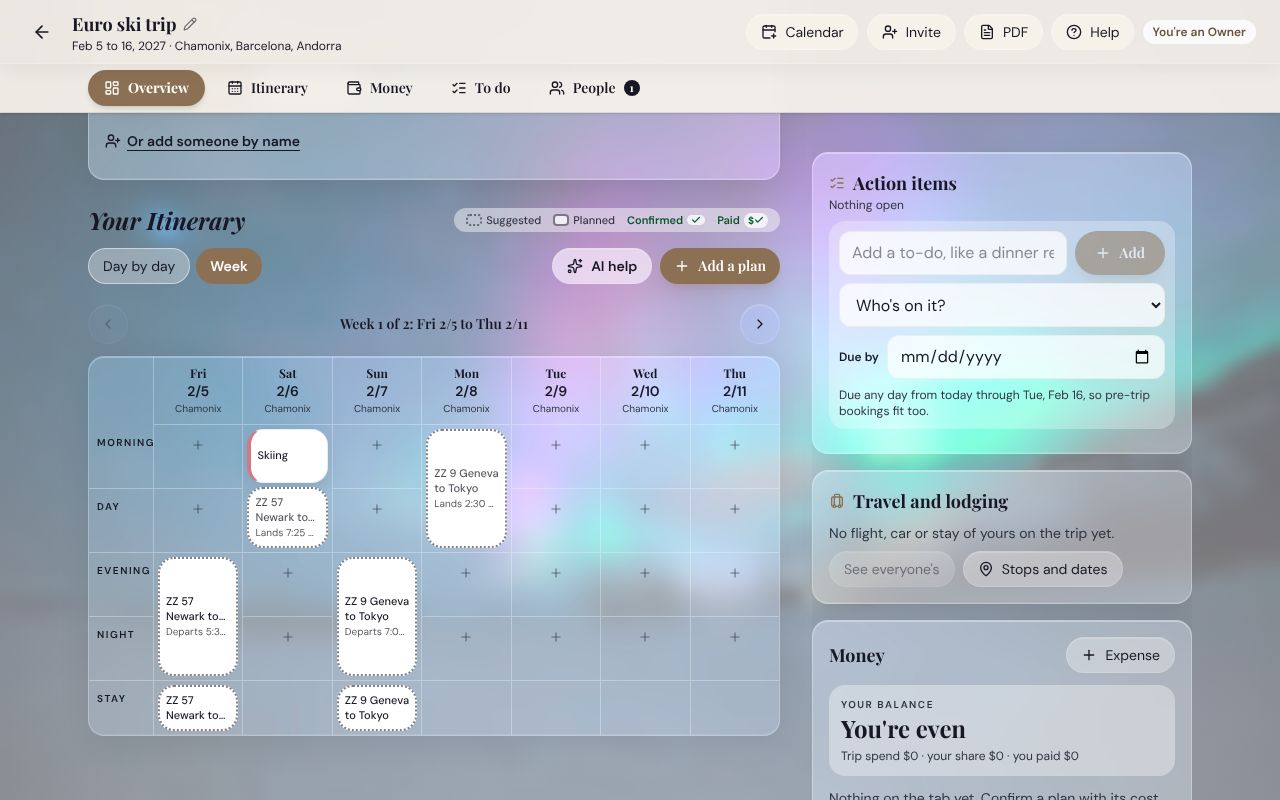 Euro ski trip
Feb 5 to 16, 2027 · Chamonix, Barcelona, Andorra
Calendar
Invite
PDF
Help
You're an Owner
Overview
Itinerary
Money
To do
People 1
Or add someone by name
Your Itinerary
Suggested
Planned
Confirmed
Paid $
Day by day
Week
AI help
Add a plan
Week 1 of 2: Fri 2/5 to Thu 2/11
Fri 2/5 Chamonix
Sat 2/6 Chamonix
Sun 2/7 Chamonix
Mon 2/8 Chamonix
Tue 2/9 Chamonix
Wed 2/10 Chamonix
Thu 2/11 Chamonix
MORNING
Skiing
ZZ 9 Geneva
to Tokyo
Lands 2:30 ...
DAY
ZZ 57
Newark to...
Lands 7:25 ...
EVENING
ZZ 57
Newark to...
Departs 5:3...
ZZ 9 Geneva
to Tokyo
Departs 7:0...
NIGHT
STAY
ZZ 57
Newark to...
ZZ 9 Geneva
to Tokyo
Action items
Nothing open
Add a to-do, like a dinner re
Add
Who's on it?
Due by
mm/dd/yyyy
Due any day from today through Tue, Feb 16, so pre-trip
bookings fit too.
Travel and lodging
No flight, car or stay of yours on the trip yet.
See everyone's
Stops and dates
Money
Expense
YOUR BALANCE
You're even
Trip spend $0 · your share $0 · you paid $0
Nothing on the tab yet. Confirm a plan with its cost